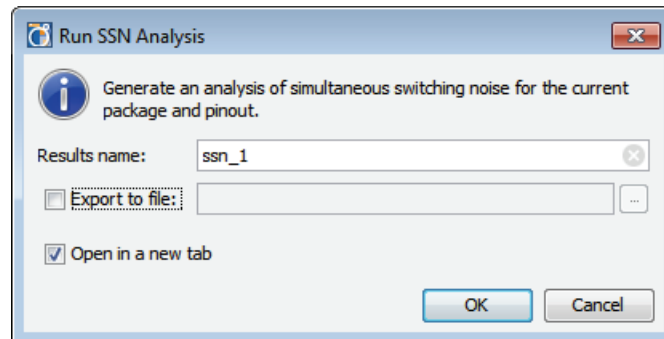 Run SSN Analysis
Generate an analysis of simultaneous switching noise for the current
package and pinout.
Results name: ssn_1
Export to file: ...
Open in a new tab
OK Cancel